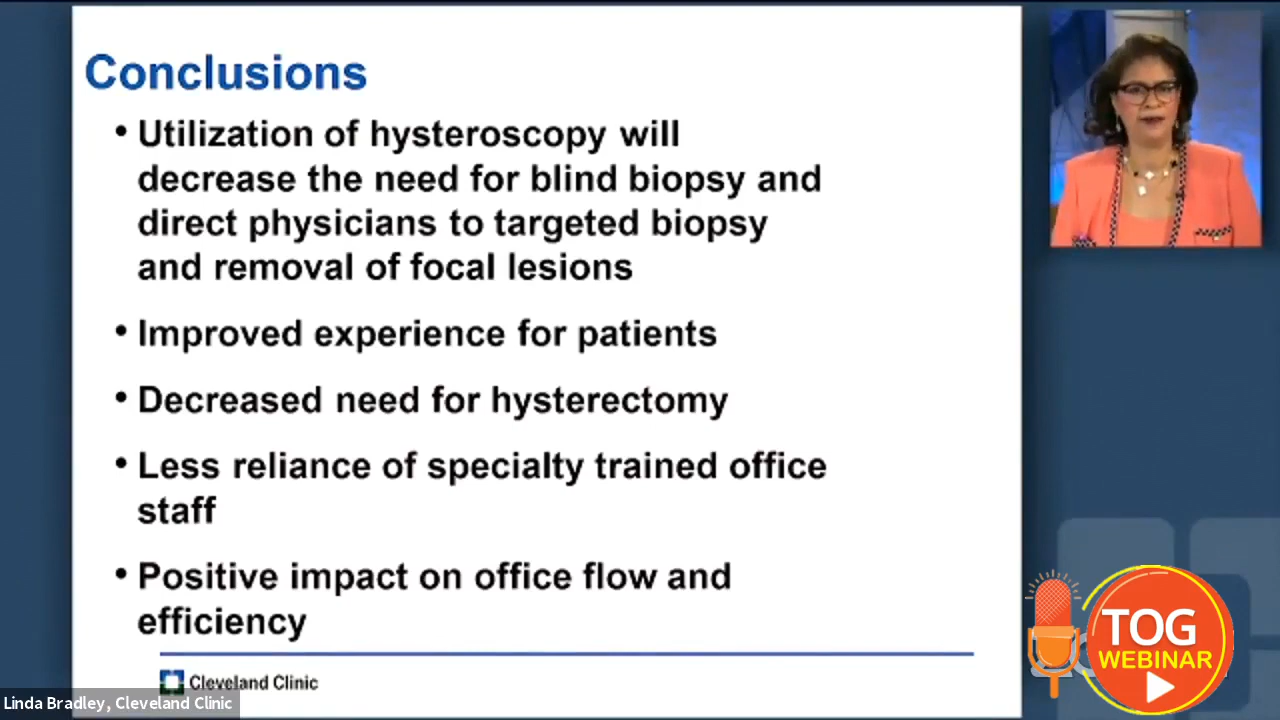 Conclusions
• Utilization of hysteroscopy will
decrease the need for blind biopsy and
direct physicians to targeted biopsy
and removal of focal lesions
• Improved experience for patients
• Decreased need for hysterectomy
• Less reliance of specialty trained office
staff
• Positive impact on office flow and
efficiency
Cleveland Clinic
Linda Bradley, Cleveland Clinic
TOG
WEBINAR